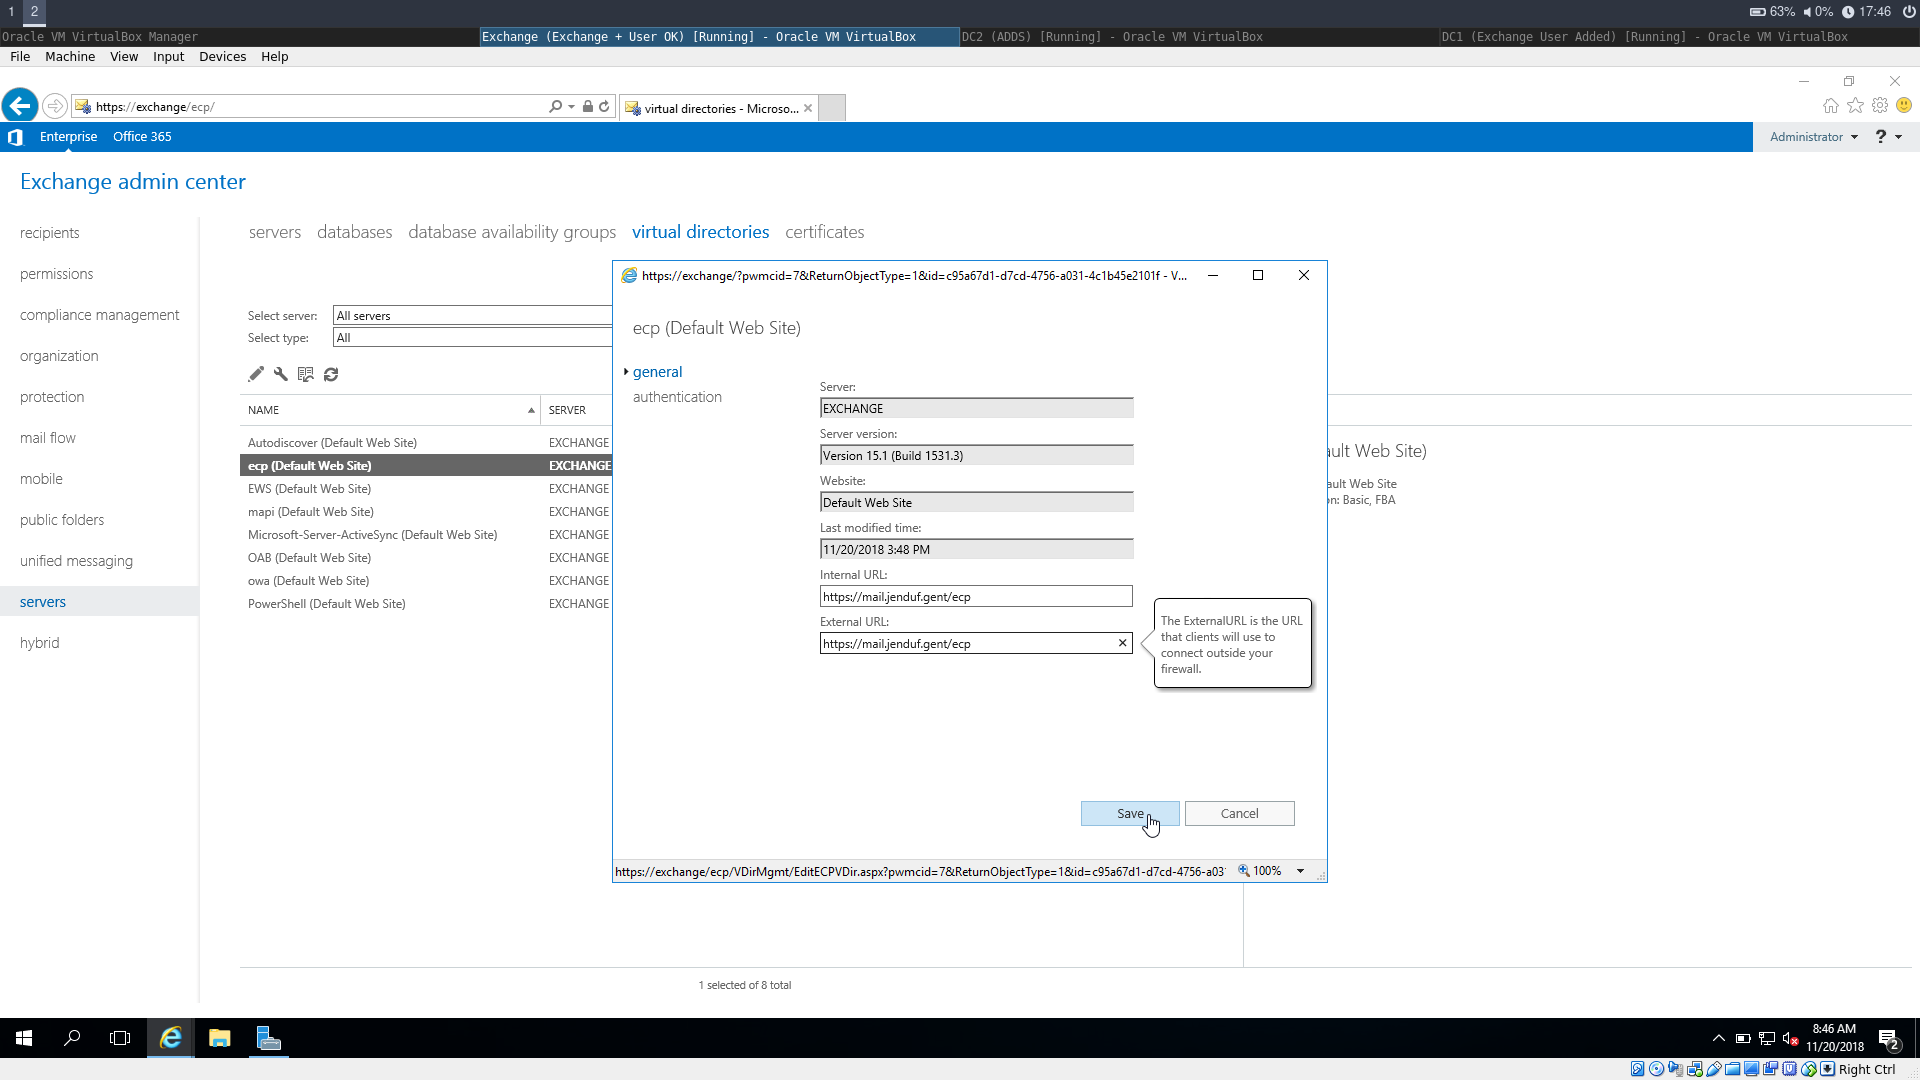 1 2
63% 0% 17:46
Oracle VM VirtualBox Manager
Exchange (Exchange + User OK) [Running] - Oracle VM VirtualBox
DC2 (ADDS) [Running] - Oracle VM VirtualBox
DC1 (Exchange User Added) [Running] - Oracle VM VirtualBox
File Machine View Input Devices Help
https://exchange/ecp/
virtual directories - Microso...
Enterprise Office 365
Administrator ?
Exchange admin center
recipients
permissions
compliance management
organization
protection
mail flow
mobile
public folders
unified messaging
servers
hybrid
servers databases database availability groups virtual directories certificates
Select server: All servers
Select type: All
NAME SERVER
Autodiscover (Default Web Site) EXCHANGE
ecp (Default Web Site) EXCHANGE
EWS (Default Web Site) EXCHANGE
mapi (Default Web Site) EXCHANGE
Microsoft-Server-ActiveSync (Default Web Site) EXCHANGE
OAB (Default Web Site) EXCHANGE
owa (Default Web Site) EXCHANGE
PowerShell (Default Web Site) EXCHANGE
1 selected of 8 total
ault Web Site)
ault Web Site
n: Basic, FBA
https://exchange/?pwmcid=7&ReturnObjectType=1&id=c95a67d1-d7cd-4756-a031-4c1b45e2101f - V...
ecp (Default Web Site)
general
authentication
Server:
EXCHANGE
Server version:
Version 15.1 (Build 1531.3)
Website:
Default Web Site
Last modified time:
11/20/2018 3:48 PM
Internal URL:
https://mail.jenduf.gent/ecp
External URL:
https://mail.jenduf.gent/ecp
The ExternalURL is the URL
that clients will use to
connect outside your
firewall.
Save Cancel
https://exchange/ecp/VDirMgmt/EditECPVDir.aspx?pwmcid=7&ReturnObjectType=1&id=c95a67d1-d7cd-4756-a03
100%
8:46 AM
11/20/2018
2
Right Ctrl